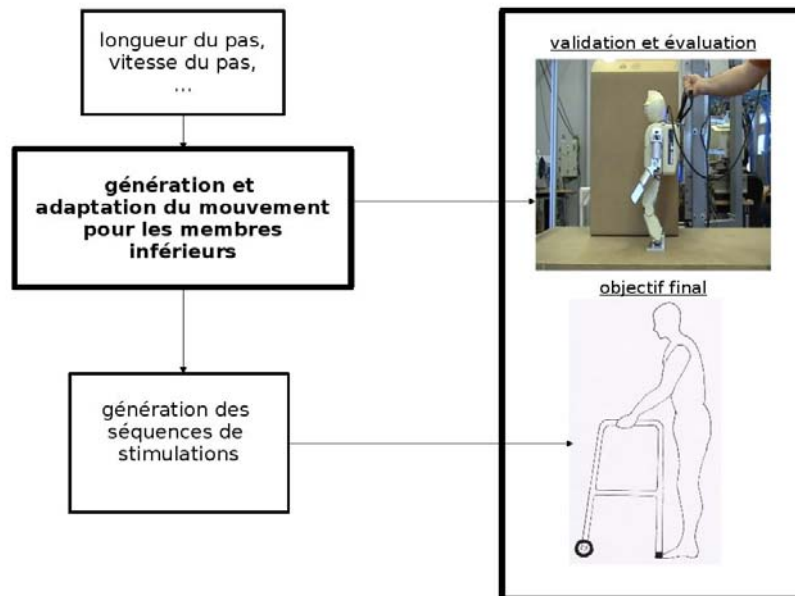 longueur du pas,
vitesse du pas,
...
génération et
adaptation du mouvement
pour les membres
inférieurs
génération des
séquences de
stimulations
validation et évaluation
objectif final